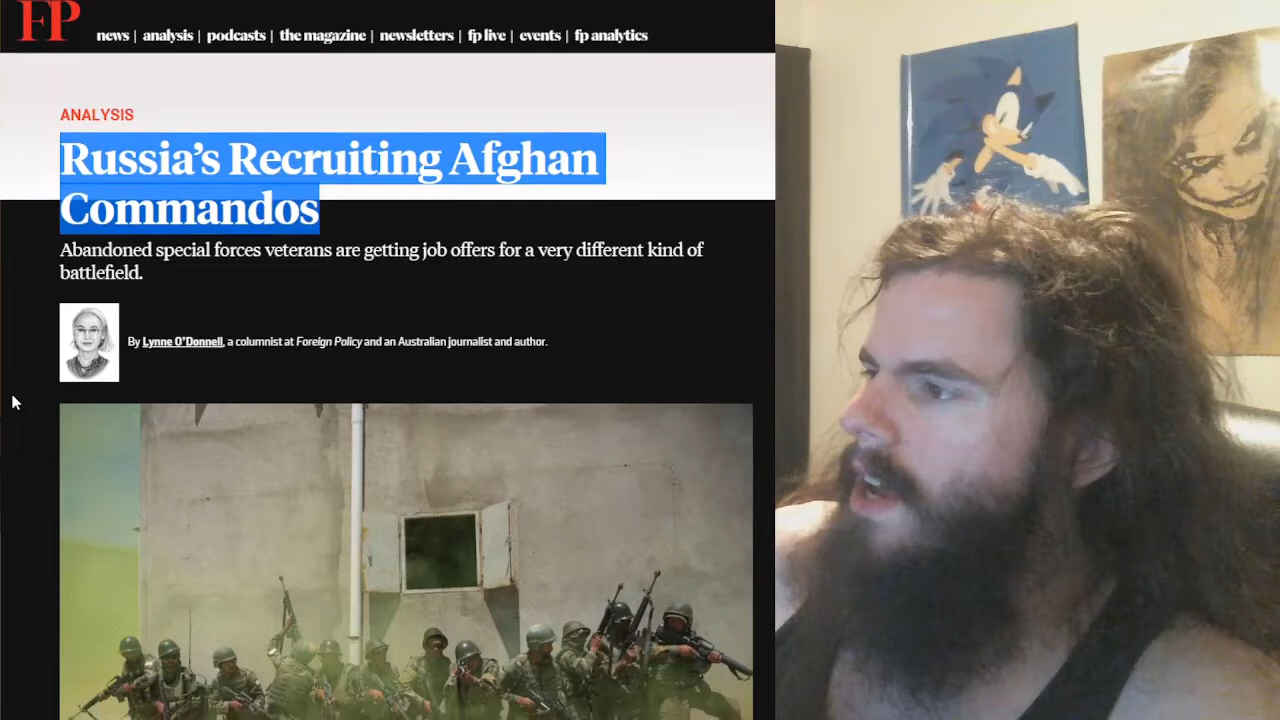 FP
news | analysis | podcasts | the magazine | newsletters | fp live | events | fp analytics
ANALYSIS
Russia's Recruiting Afghan
Commandos
Abandoned special forces veterans are getting job offers for a very different kind of
battlefield.
By Lynne O'Donnell, a columnist at Foreign Policy and an Australian journalist and author.